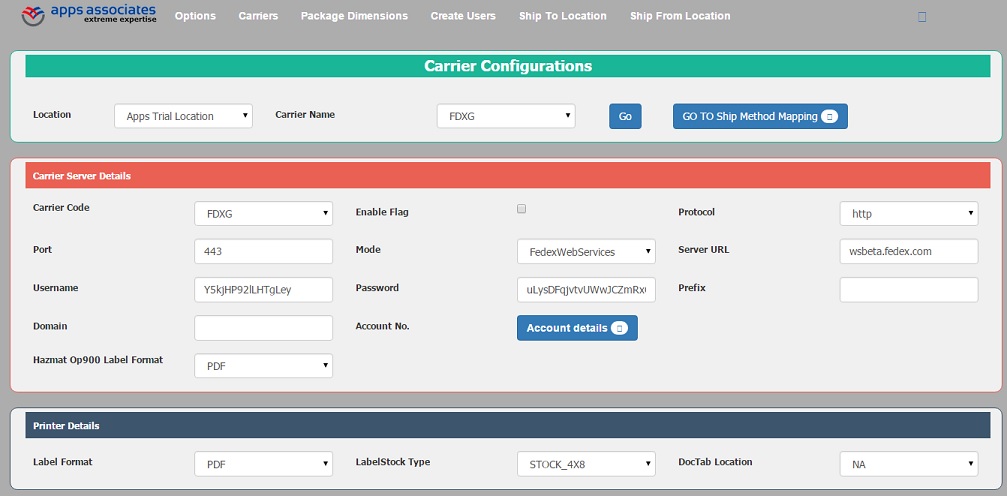 apps associates
extreme expertise
Options Carriers Package Dimensions Create Users Ship To Location Ship From Location
Carrier Configurations
Location Apps Trial Location Carrier Name FDXG Go GO TO Ship Method Mapping
Carrier Server Details
Carrier Code FDXG Enable Flag Protocol http
Port 443 Mode FedexWebServices Server URL wsbeta.fedex.com
Username Password Prefix
Domain Account No. Account details
Hazmat Op900 Label Format PDF
Printer Details
Label Format PDF LabelStock Type STOCK_4X8 DocTab Location NA